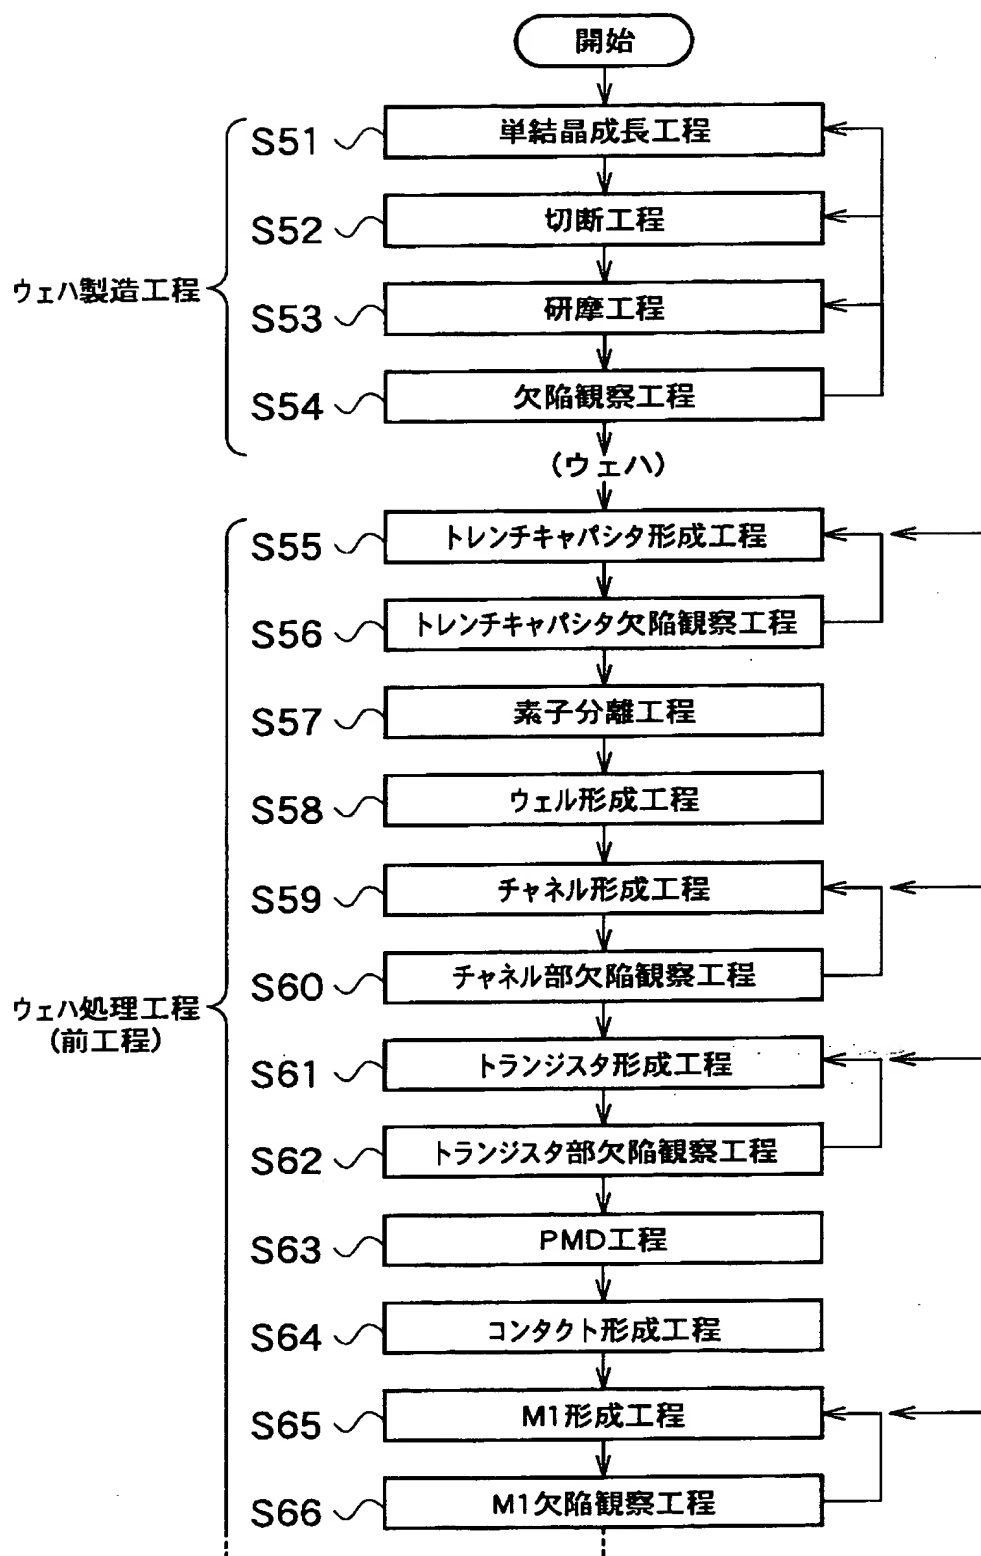 開始
S51 単結晶成長工程
S52 切断工程
ウェハ製造工程
S53 研摩工程
S54 欠陥観察工程
(ウェハ)
S55 トレンチキャパシタ形成工程
S56 トレンチキャパシタ欠陥観察工程
S57 素子分離工程
S58 ウェル形成工程
S59 チャネル形成工程
S60 チャネル部欠陥観察工程
ウェハ処理工程
(前工程)
S61 トランジスタ形成工程
S62 トランジスタ部欠陥観察工程
S63 PMD工程
S64 コンタクト形成工程
S65 M1形成工程
S66 M1欠陥観察工程